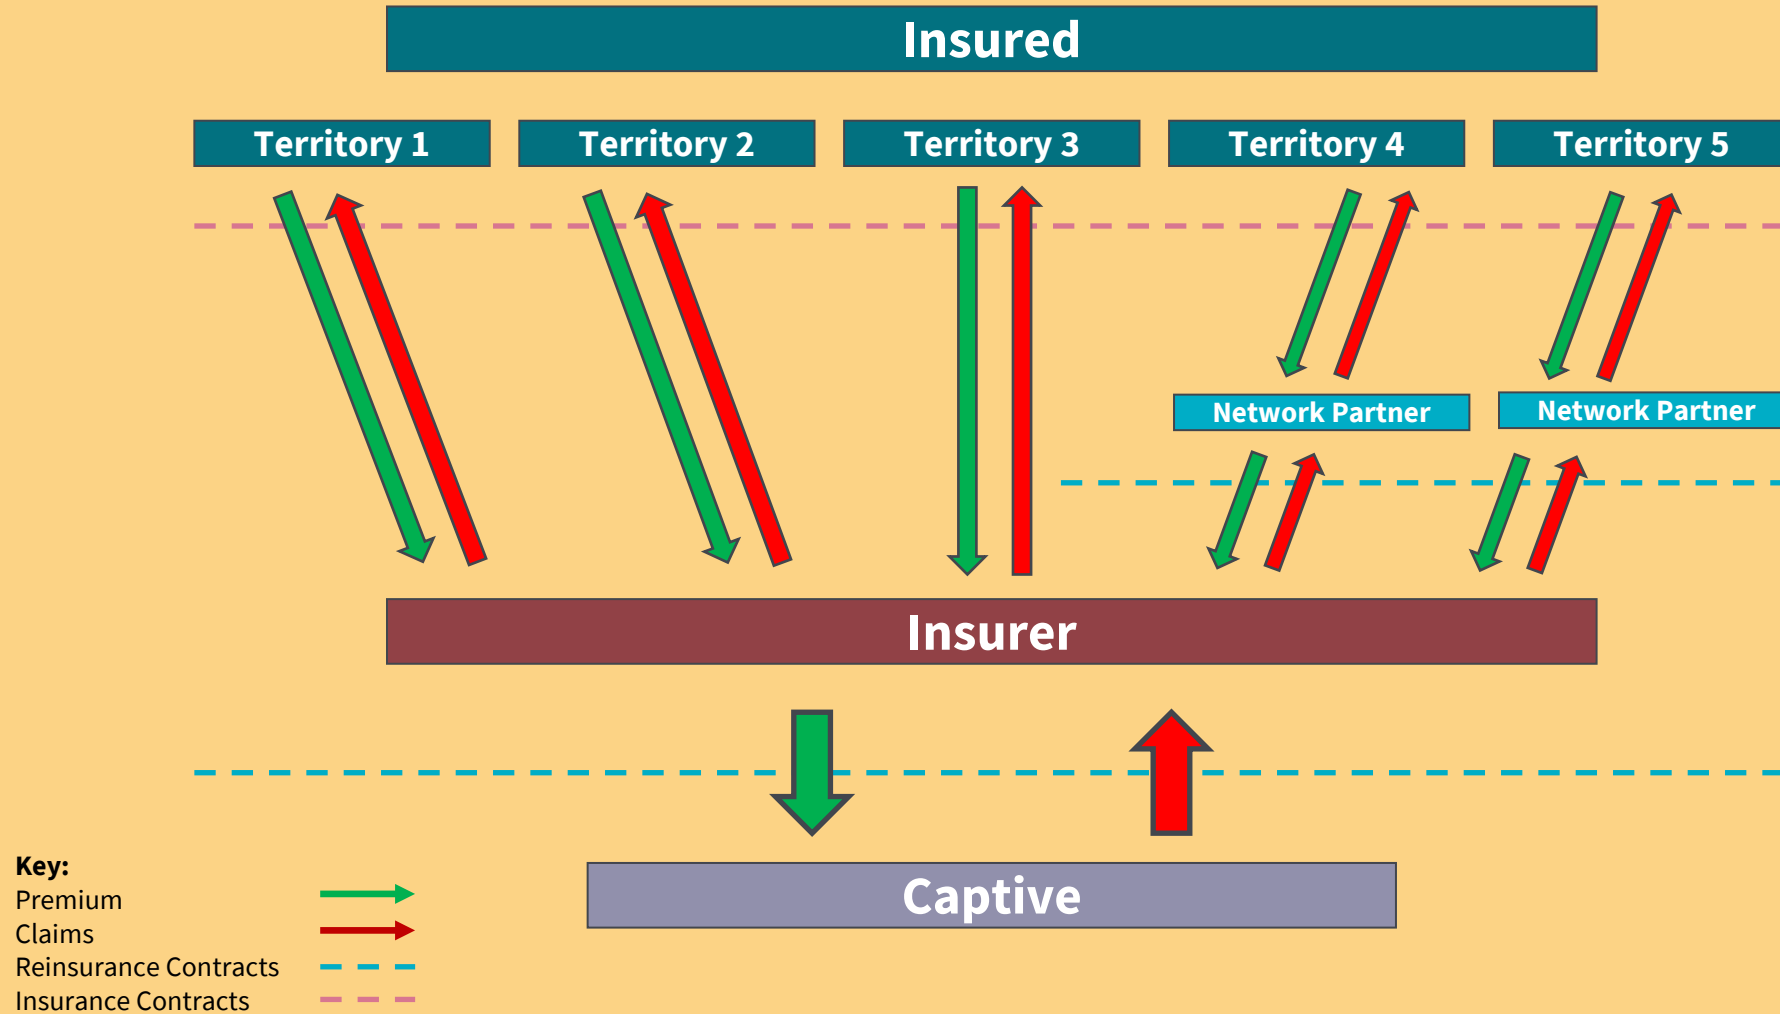 Insured
Territory 1
Territory 2
Territory 3
Territory 4
Territory 5
Network Partner
Network Partner
Insurer
Captive
Key:
Premium
Claims
Reinsurance Contracts
Insurance Contracts